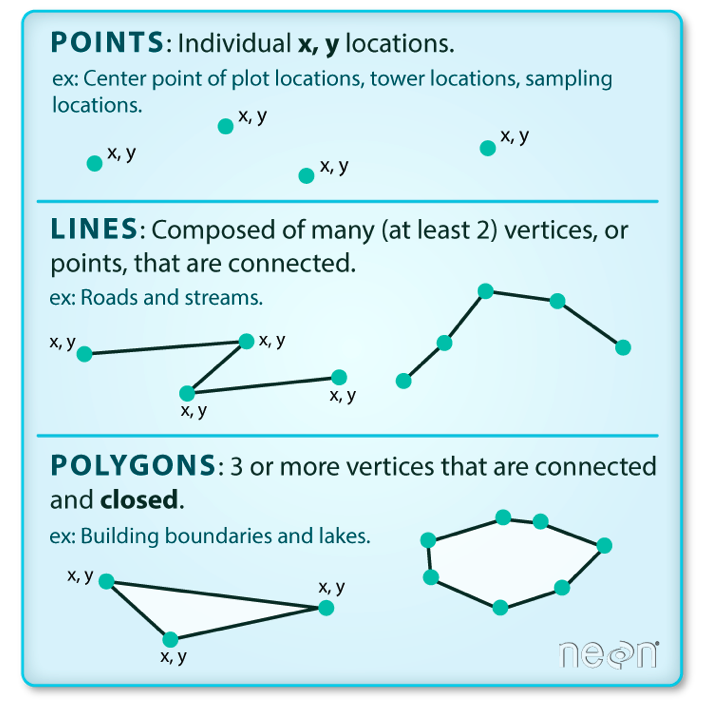 POINTS: Individual x, y locations.
ex: Center point of plot locations, tower locations, sampling
locations.
x, y
x, y
x, y
x, y
LINES: Composed of many (at least 2) vertices, or
points, that are connected.
ex: Roads and streams.
x, y
x, y
x, y
x, y
POLYGONS: 3 or more vertices that are connected
and closed.
ex: Building boundaries and lakes.
x, y
x, y
x, y
neon